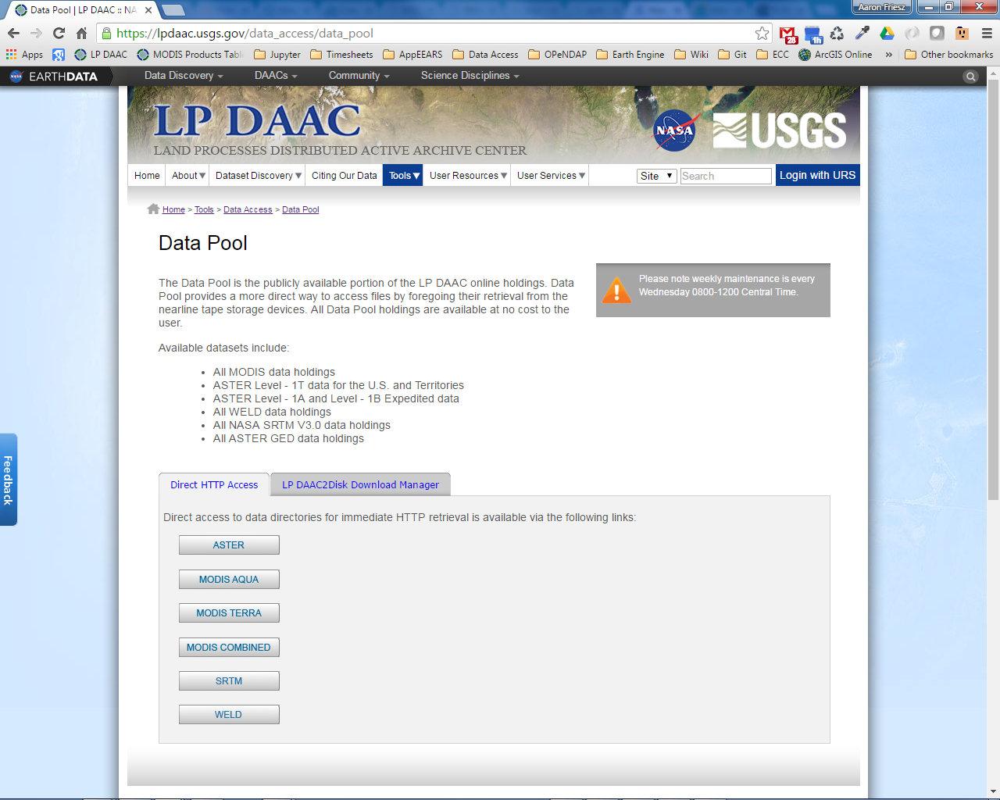 Data Pool | LP DAAC :: NA
Aaron Friesz
https://lpdaac.usgs.gov/data_access/data_pool
28
1h
Apps
LP DAAC
MODIS Products Tabl
Jupyter
Timesheets
AppEEARS
Data Access
OPeNDAP
Earth Engine
Wiki
Git
ECC
ArcGIS Online
»
Other bookmarks
EARTHDATA
Data Discovery
DAACs
Community
Science Disciplines
LP DAAC
LAND PROCESSES DISTRIBUTED ACTIVE ARCHIVE CENTER
NASA
USGS
Home
About
Dataset Discovery
Citing Our Data
Tools
User Resources
User Services
Site
Search
Login with URS
Home > Tools > Data Access > Data Pool
Data Pool
The Data Pool is the publicly available portion of the LP DAAC online holdings. Data
Pool provides a more direct way to access files by foregoing their retrieval from the
nearline tape storage devices. All Data Pool holdings are available at no cost to the
user.
Please note weekly maintenance is every
Wednesday 0800-1200 Central Time.
Available datasets include:
• All MODIS data holdings
• ASTER Level - 1T data for the U.S. and Territories
• ASTER Level - 1A and Level - 1B Expedited data
• All WELD data holdings
• All NASA SRTM V3.0 data holdings
• All ASTER GED data holdings
Feedback
Direct HTTP Access
LP DAAC2Disk Download Manager
Direct access to data directories for immediate HTTP retrieval is available via the following links:
ASTER
MODIS AQUA
MODIS TERRA
MODIS COMBINED
SRTM
WELD